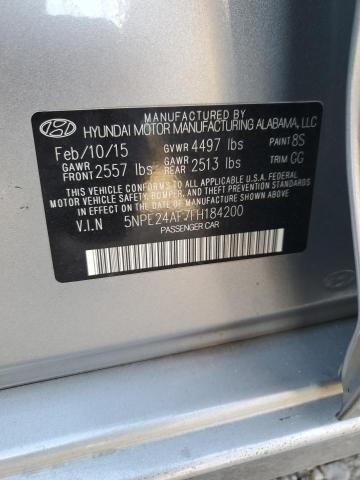 MANUFACTURED BY
HYUNDAI MOTOR MANUFACTURING ALABAMA, LLC
Feb/10/15 GVWR 4497 lbs PAINT 8S
GAWR FRONT 2557 lbs GAWR REAR 2513 lbs TRIM GG
THIS VEHICLE CONFORMS TO ALL APPLICABLE U.S.A FEDERAL
MOTOR VEHICLE SAFETY, BUMPER, AND THEFT PREVENTION STANDARDS
IN EFFECT ON THE DATE OF MANUFACTURE SHOWN ABOVE.
V.I.N 5NPE24AF7FH184200
PASSENGER CAR